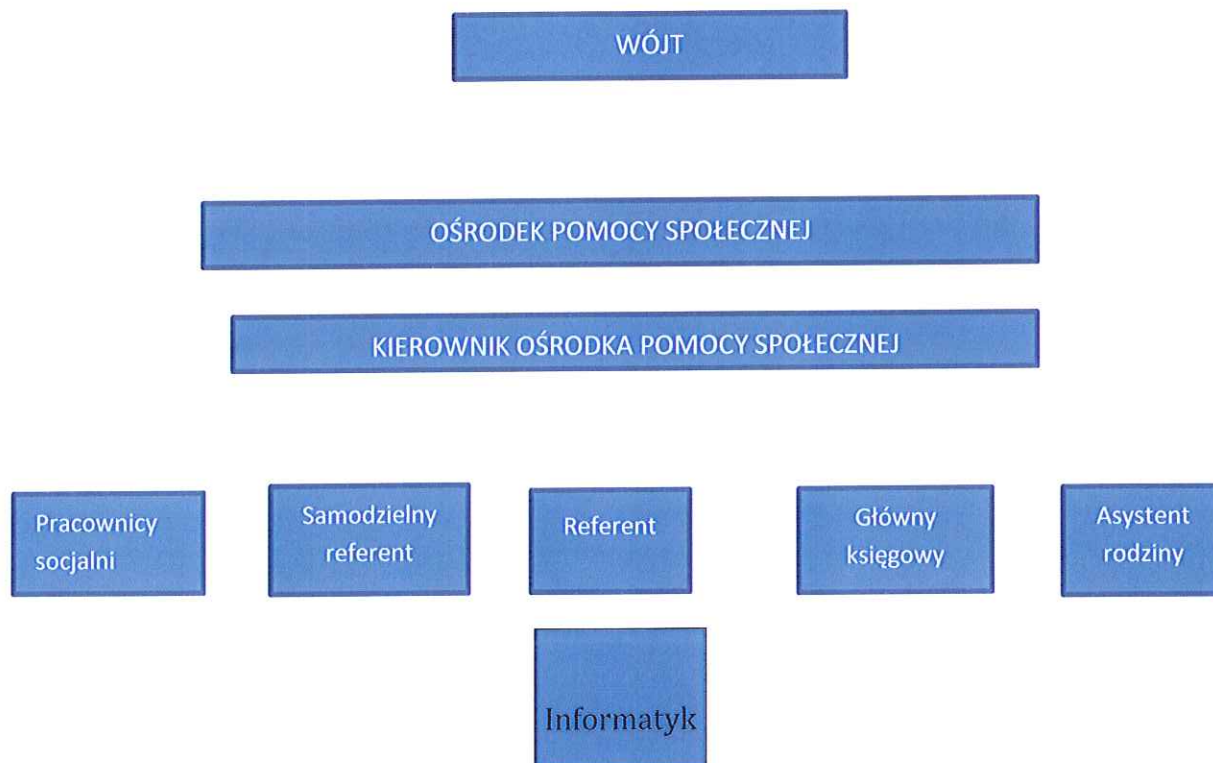 WÓJT
OŚRODEK POMOCY SPOŁECZNEJ
KIEROWNIK OŚRODKA POMOCY SPOŁECZNEJ
Pracownicy
socjalni
Samodzielny
referent
Referent
Główny
księgowy
Asystent
rodziny
Informatyk